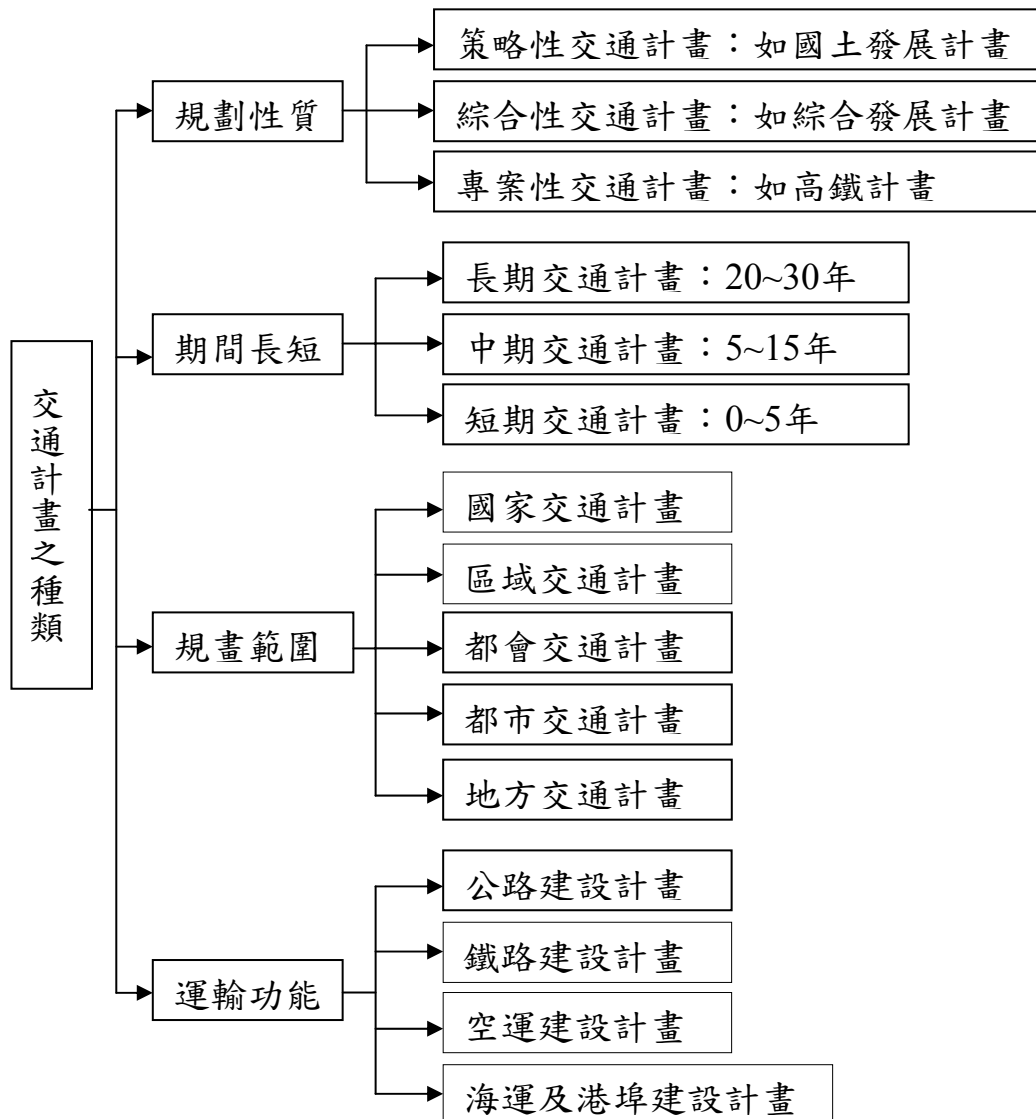 交通計畫之種類
規劃性質
策略性交通計畫：如國土發展計畫
綜合性交通計畫：如綜合發展計畫
專案性交通計畫：如高鐵計畫
期間長短
長期交通計畫：20~30年
中期交通計畫：5~15年
短期交通計畫：0~5年
規畫範圍
國家交通計畫
區域交通計畫
都會交通計畫
都市交通計畫
地方交通計畫
運輸功能
公路建設計畫
鐵路建設計畫
空運建設計畫
海運及港埠建設計畫